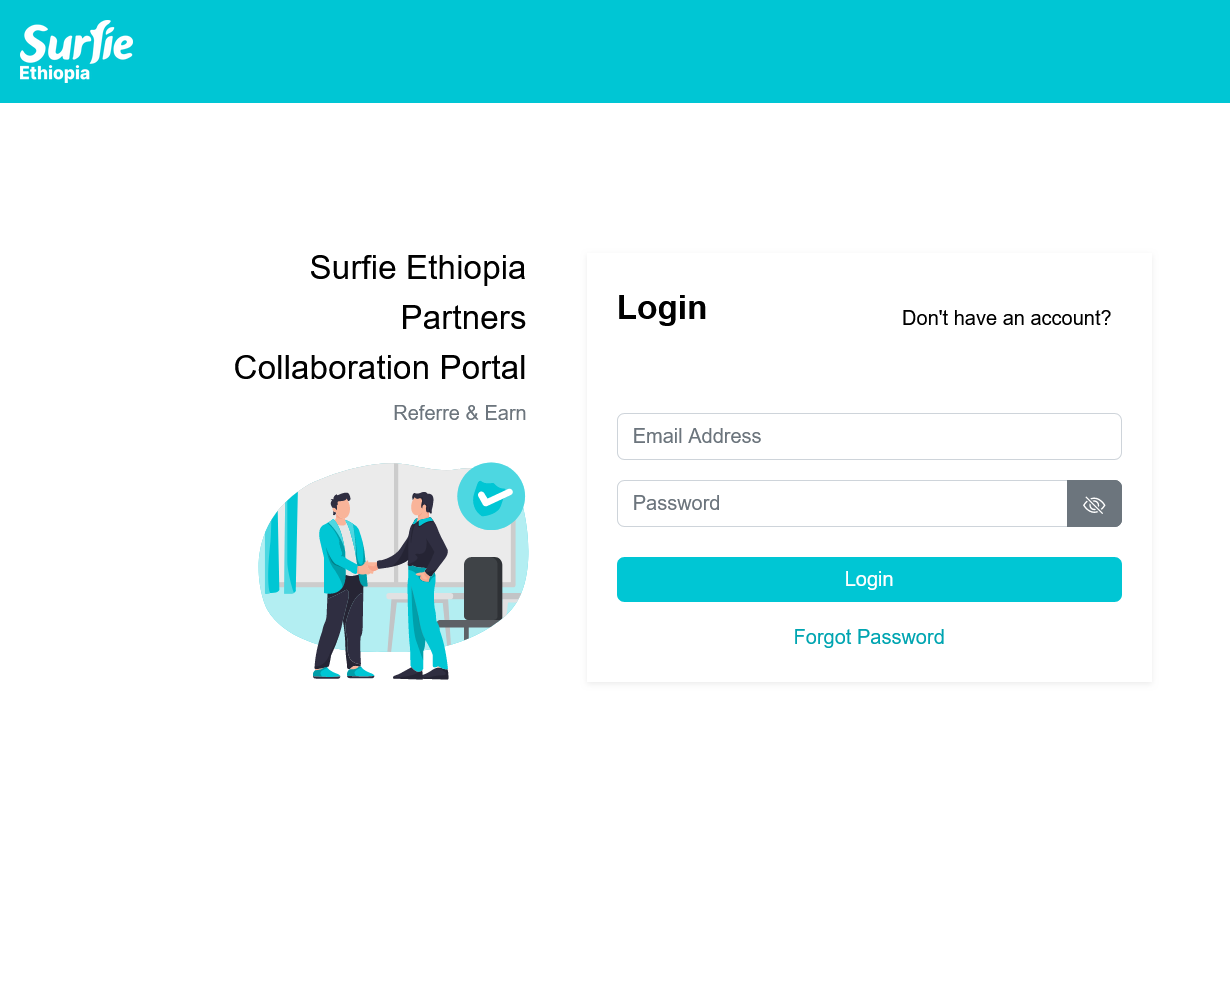 Surfie
Ethiopia
Surfie Ethiopia
Partners
Collaboration Portal
Referre & Earn
Login
Don't have an account?
Email Address
Password
Login
Forgot Password